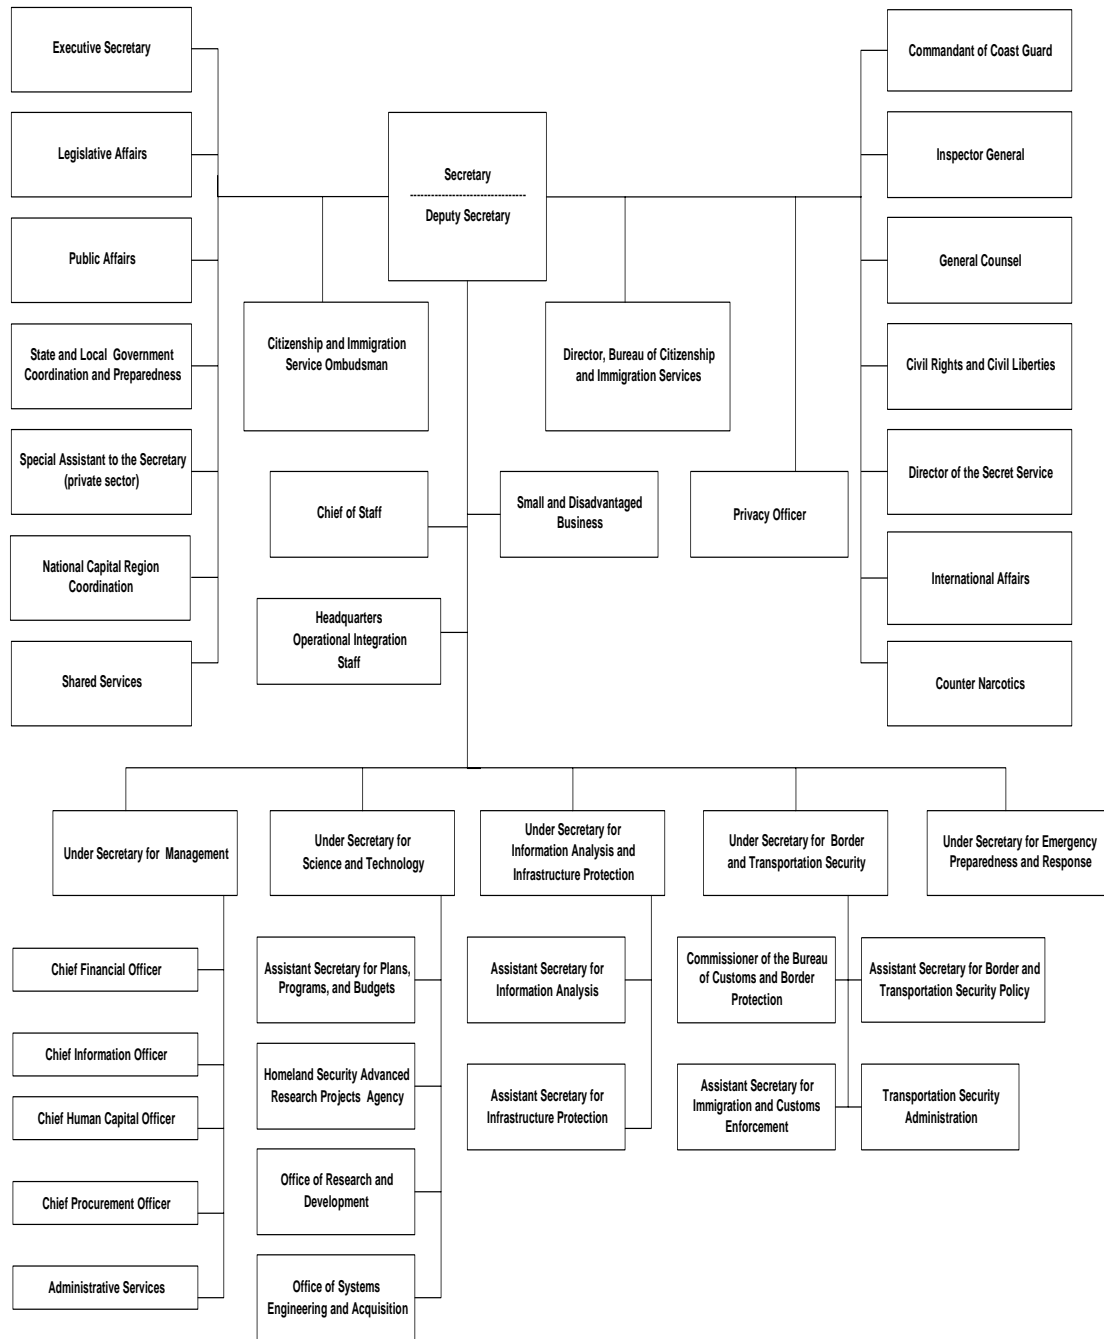 Executive Secretary
Legislative Affairs
Public Affairs
State and Local Government
Coordination and Preparedness
Special Assistant to the Secretary
(private sector)
National Capital Region
Coordination
Shared Services
Secretary
--------------------------------
Deputy Secretary
Citizenship and Immigration
Service Ombudsman
Director, Bureau of Citizenship
and Immigration Services
Chief of Staff
Small and Disadvantaged
Business
Privacy Officer
Headquarters
Operational Integration
Staff
Commandant of Coast Guard
Inspector General
General Counsel
Civil Rights and Civil Liberties
Director of the Secret Service
International Affairs
Counter Narcotics
Under Secretary for Management
Chief Financial Officer
Chief Information Officer
Chief Human Capital Officer
Chief Procurement Officer
Administrative Services
Under Secretary for
Science and Technology
Assistant Secretary for Plans,
Programs, and Budgets
Homeland Security Advanced
Research Projects Agency
Office of Research and
Development
Office of Systems
Engineering and Acquisition
Under Secretary for
Information Analysis and
Infrastructure Protection
Assistant Secretary for
Information Analysis
Assistant Secretary for
Infrastructure Protection
Under Secretary for Border
and Transportation Security
Commissioner of the Bureau
of Customs and Border
Protection
Assistant Secretary for Border and
Transportation Security Policy
Assistant Secretary for
Immigration and Customs
Enforcement
Transportation Security
Administration
Under Secretary for Emergency
Preparedness and Response